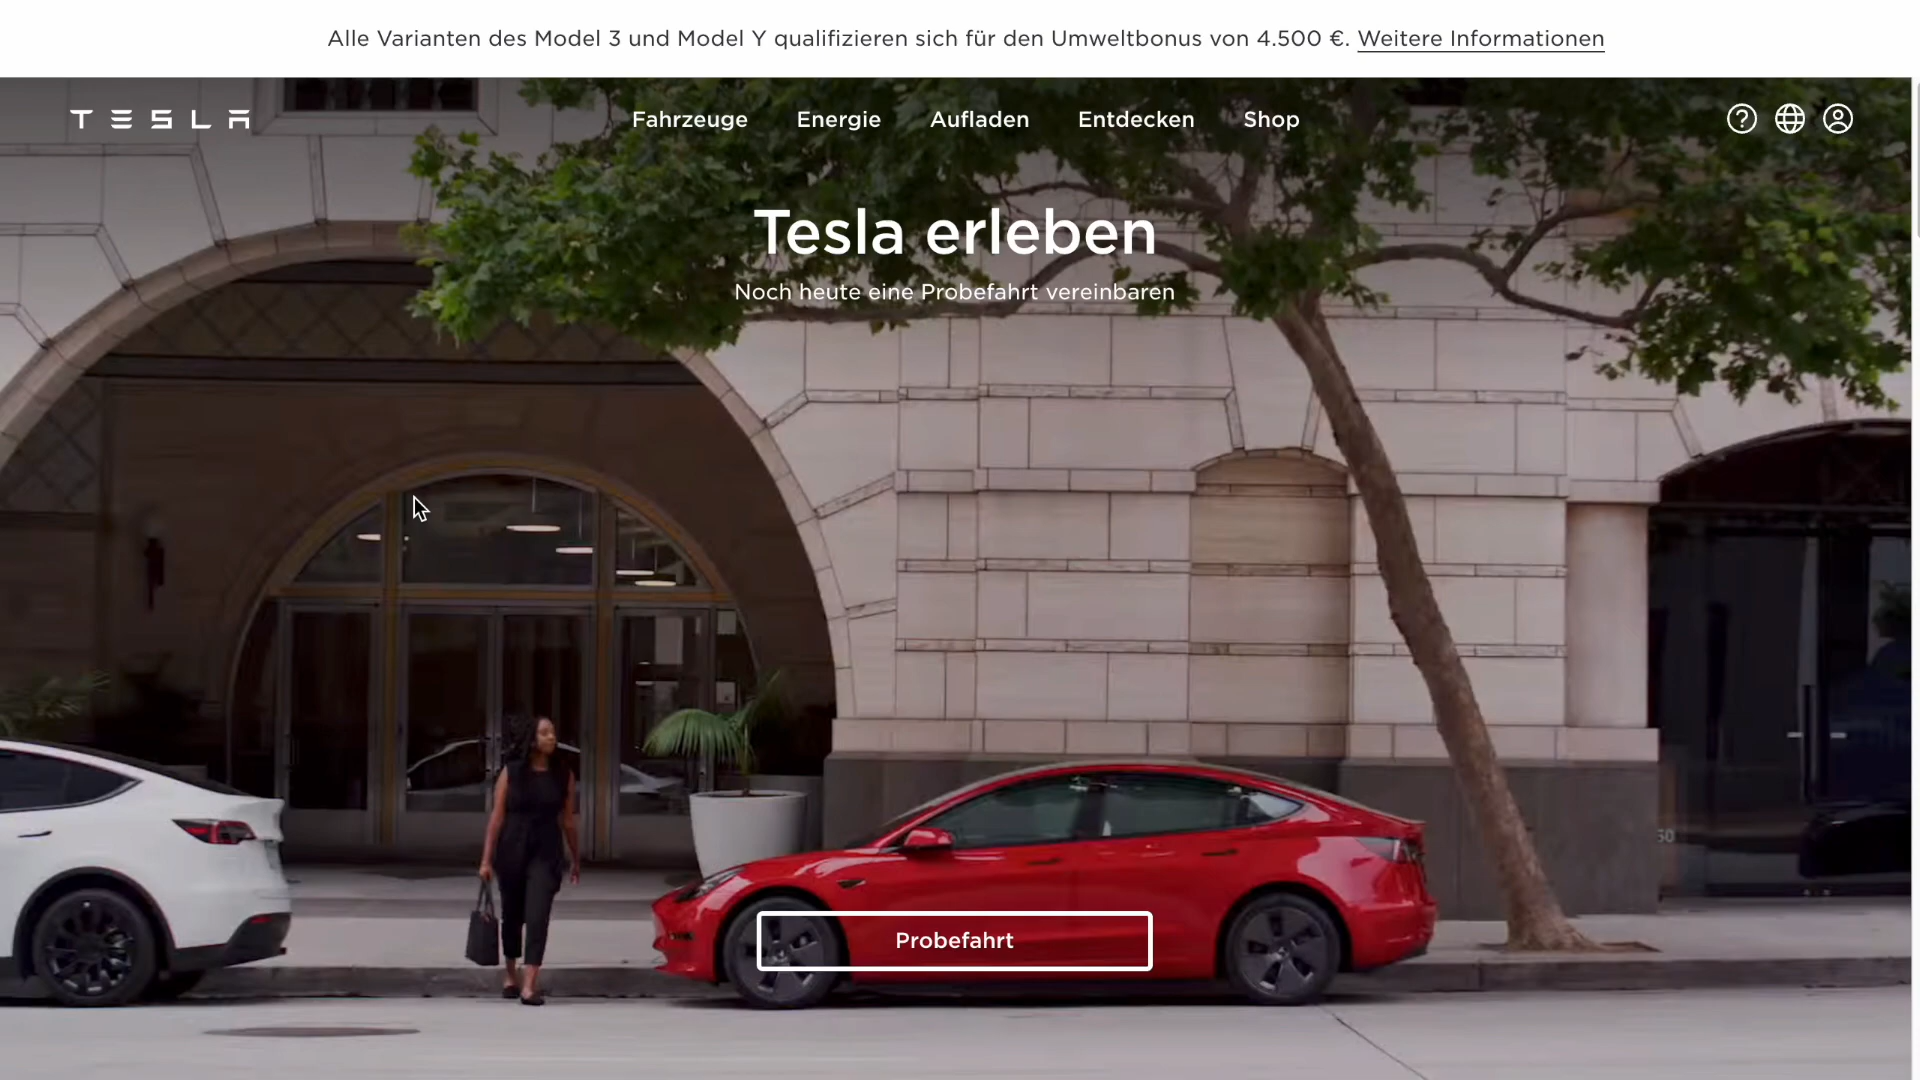 Alle Varianten des Model 3 und Model Y qualifizieren sich für den Umweltbonus von 4.500 €. Weitere Informationen
TESLA
Fahrzeuge Energie Aufladen Entdecken Shop
Tesla erleben
Noch heute eine Probefahrt vereinbaren
Probefahrt